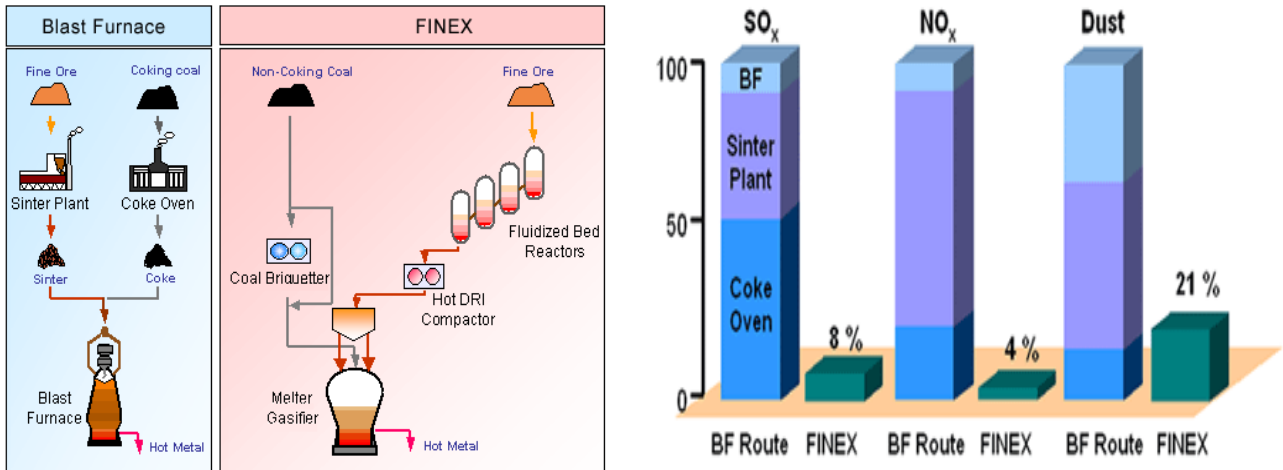 Blast Furnace
Fine Ore
Coking coal
Sinter Plant
Coke Oven
Sinter
Coke
Blast
Furnace
Hot Metal
FINEX
Non-Coking Coal
Fine Ore
Fluidized Bed
Reactors
Coal Briquetter
Hot DRI
Compactor
Melter
Gasifier
Hot Metal
SOx
NOx
Dust
100
50
0
BF
Sinter
Plant
Coke
Oven
8 %
4 %
21 %
BF Route
FINEX
BF Route
FINEX
BF Route
FINEX